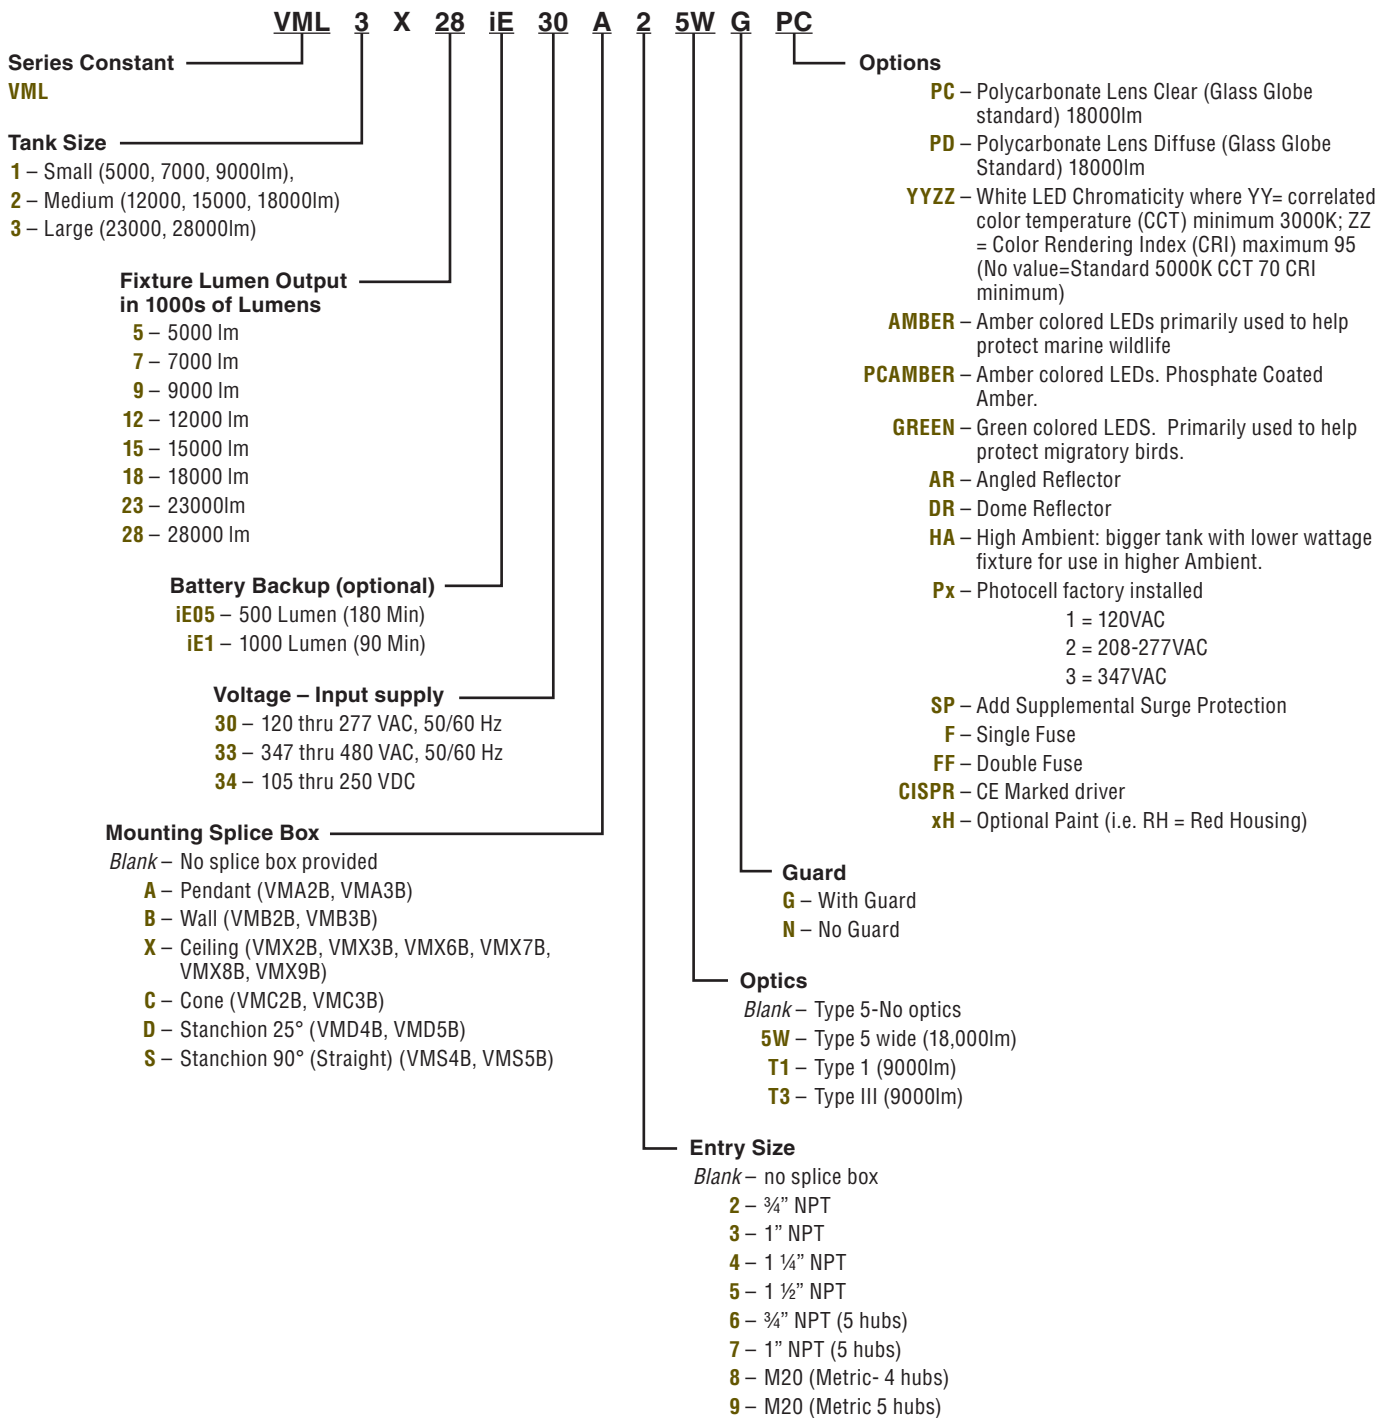 VML 3 X 28 iE 30 A 2 5W G PC
Series Constant
VML
Tank Size
1 – Small (5000, 7000, 9000lm),
2 – Medium (12000, 15000, 18000lm)
3 – Large (23000, 28000lm)
Fixture Lumen Output
in 1000s of Lumens
5 – 5000 lm
7 – 7000 lm
9 – 9000 lm
12 – 12000 lm
15 – 15000 lm
18 – 18000 lm
23 – 23000lm
28 – 28000 lm
Battery Backup (optional)
iE05 – 500 Lumen (180 Min)
iE1 – 1000 Lumen (90 Min)
Voltage – Input supply
30 – 120 thru 277 VAC, 50/60 Hz
33 – 347 thru 480 VAC, 50/60 Hz
34 – 105 thru 250 VDC
Mounting Splice Box
Blank – No splice box provided
A – Pendant (VMA2B, VMA3B)
B – Wall (VMB2B, VMB3B)
X – Ceiling (VMX2B, VMX3B, VMX6B, VMX7B,
VMX8B, VMX9B)
C – Cone (VMC2B, VMC3B)
D – Stanchion 25° (VMD4B, VMD5B)
S – Stanchion 90° (Straight) (VMS4B, VMS5B)
Options
PC – Polycarbonate Lens Clear (Glass Globe
standard) 18000lm
PD – Polycarbonate Lens Diffuse (Glass Globe
Standard) 18000lm
YYZZ – White LED Chromaticity where YY= correlated
color temperature (CCT) minimum 3000K; ZZ
= Color Rendering Index (CRI) maximum 95
(No value=Standard 5000K CCT 70 CRI
minimum)
AMBER – Amber colored LEDs primarily used to help
protect marine wildlife
PCAMBER – Amber colored LEDs. Phosphate Coated
Amber.
GREEN – Green colored LEDS. Primarily used to help
protect migratory birds.
AR – Angled Reflector
DR – Dome Reflector
HA – High Ambient: bigger tank with lower wattage
fixture for use in higher Ambient.
Px – Photocell factory installed
1 = 120VAC
2 = 208-277VAC
3 = 347VAC
SP – Add Supplemental Surge Protection
F – Single Fuse
FF – Double Fuse
CISPR – CE Marked driver
xH – Optional Paint (i.e. RH = Red Housing)
Guard
G – With Guard
N – No Guard
Optics
Blank – Type 5-No optics
5W – Type 5 wide (18,000lm)
T1 – Type 1 (9000lm)
T3 – Type III (9000lm)
Entry Size
Blank – no splice box
2 – ¾” NPT
3 – 1” NPT
4 – 1 ¼” NPT
5 – 1 ½” NPT
6 – ¾” NPT (5 hubs)
7 – 1” NPT (5 hubs)
8 – M20 (Metric- 4 hubs)
9 – M20 (Metric 5 hubs)